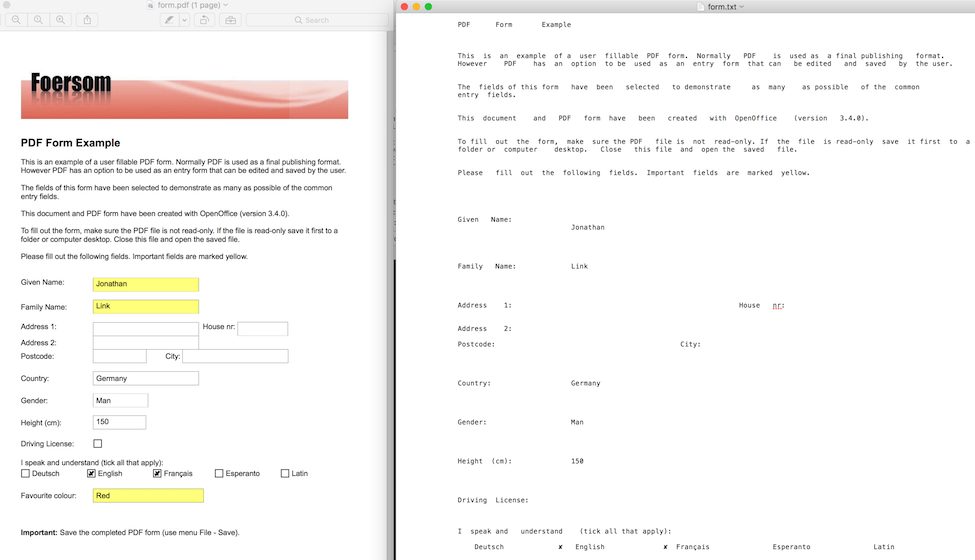 form.pdf (1 page)
Search
Foersom
PDF Form Example
This is an example of a user fillable PDF form. Normally PDF is used as a final publishing format.
However PDF has an option to be used as an entry form that can be edited and saved by the user.
The fields of this form have been selected to demonstrate as many as possible of the common
entry fields.
This document and PDF form have been created with OpenOffice (version 3.4.0).
To fill out the form, make sure the PDF file is not read-only. If the file is read-only save it first to a
folder or computer desktop. Close this file and open the saved file.
Please fill out the following fields. Important fields are marked yellow.
Given Name: Jonathan
Family Name: Link
Address 1: House nr:
Address 2:
Postcode: City:
Country: Germany
Gender: Man
Height (cm): 150
Driving License:
I speak and understand (tick all that apply):
Deutsch English Français Esperanto Latin
Favourite colour: Red
Important: Save the completed PDF form (use menu File - Save).
form.txt
PDF Form Example
This is an example of a user fillable PDF form. Normally PDF is used as a final publishing format.
However PDF has an option to be used as an entry form that can be edited and saved by the user.
The fields of this form have been selected to demonstrate as many as possible of the common
entry fields.
This document and PDF form have been created with OpenOffice (version 3.4.0).
To fill out the form, make sure the PDF file is not read-only. If the file is read-only save it first to a
folder or computer desktop. Close this file and open the saved file.
Please fill out the following fields. Important fields are marked yellow.
Given Name:
Jonathan
Family Name: Link
Address 1: House nr:
Address 2:
Postcode: City:
Country: Germany
Gender: Man
Height (cm): 150
Driving License:
I speak and understand (tick all that apply):
Deutsch ✘ English ✘ Français Esperanto Latin